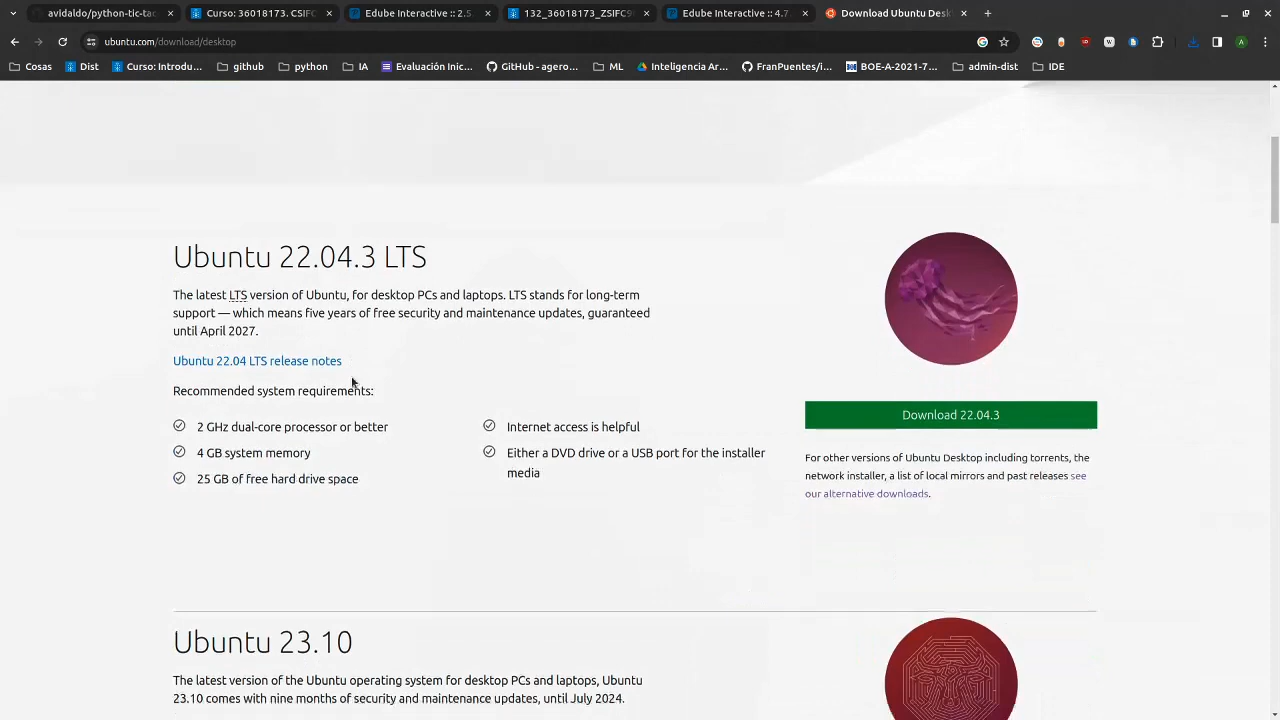 avidaldo/python-tic-tac
Curso: 36018173. CSIFC
Edube Interactive :: 2.5.
132_36018173_ZSIFC9
Edube Interactive :: 4.7
Download Ubuntu Desk
ubuntu.com/download/desktop
Cosas
Dist
Curso: Introdu...
github
python
IA
Evaluación Inic...
GitHub - agero...
ML
Inteligencia Ar...
FranPuentes/i...
BOE-A-2021-7...
admin-dist
IDE
Ubuntu 22.04.3 LTS
The latest LTS version of Ubuntu, for desktop PCs and laptops. LTS stands for long-term
support — which means five years of free security and maintenance updates, guaranteed
until April 2027.
Ubuntu 22.04 LTS release notes
Recommended system requirements:
2 GHz dual-core processor or better
4 GB system memory
25 GB of free hard drive space
Internet access is helpful
Either a DVD drive or a USB port for the installer
media
Download 22.04.3
For other versions of Ubuntu Desktop including torrents, the
network installer, a list of local mirrors and past releases see
our alternative downloads.
Ubuntu 23.10
The latest version of the Ubuntu operating system for desktop PCs and laptops, Ubuntu
23.10 comes with nine months of security and maintenance updates, until July 2024.